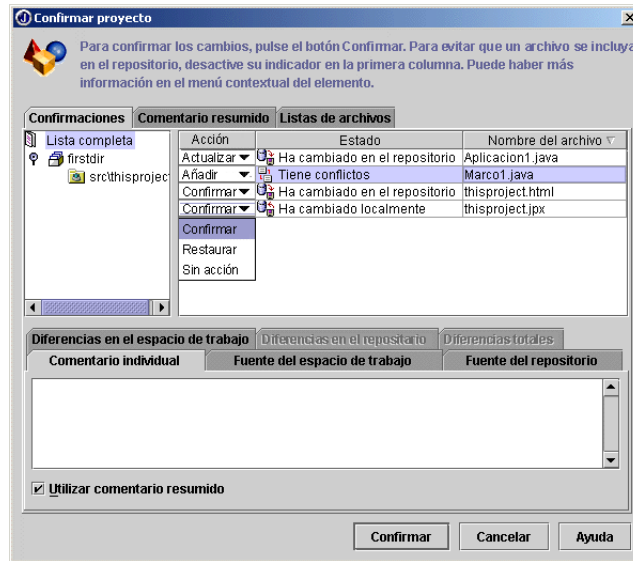 Confirmar proyecto
Para confirmar los cambios, pulse el botón Confirmar. Para evitar que un archivo se incluya
en el repositorio, desactive su indicador en la primera columna. Puede haber más
información en el menú contextual del elemento.
Confirmaciones Comentario resumido Listas de archivos
Lista completa
firstdir
src\thisprojec
Acción Estado Nombre del archivo
Actualizar Ha cambiado en el repositorio Aplicacion1.java
Añadir Tiene conflictos Marco1.java
Confirmar Ha cambiado en el repositorio thisproject.html
Confirmar Ha cambiado localmente thisproject.jpx
Confirmar
Restaurar
Sin acción
Diferencias en el espacio de trabajo Diferencias en el repositario Diferencias totales
Comentario individual Fuente del espacio de trabajo Fuente del repositorio
Utilizar comentario resumido
Confirmar Cancelar Ayuda